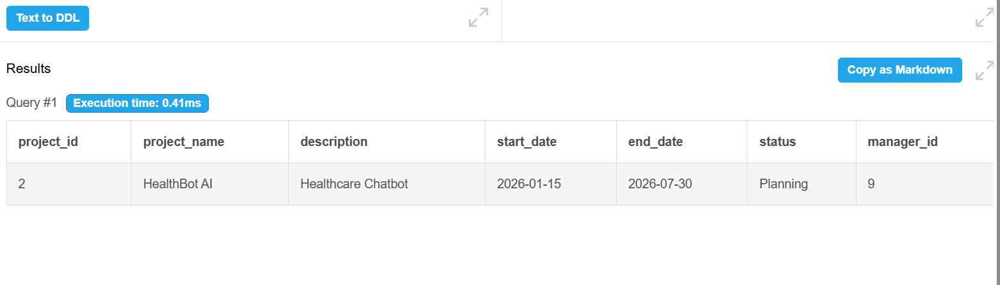 Text to DDL
Results
Copy as Markdown
Query #1 Execution time: 0.41ms
project_id project_name description start_date end_date status manager_id
2 HealthBot AI Healthcare Chatbot 2026-01-15 2026-07-30 Planning 9